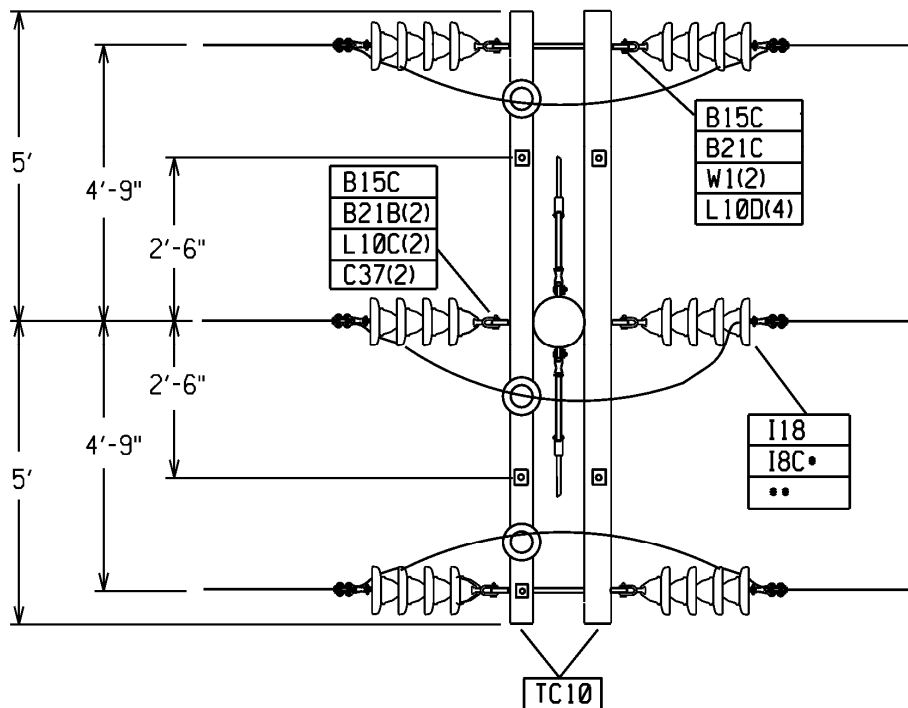 5'
4'-9"
2'-6"
B15C
B21B(2)
L10C(2)
C37(2)
B15C
B21C
W1(2)
L10D(4)
2'-6"
4'-9"
5'
I18
I8C•
••
TC10